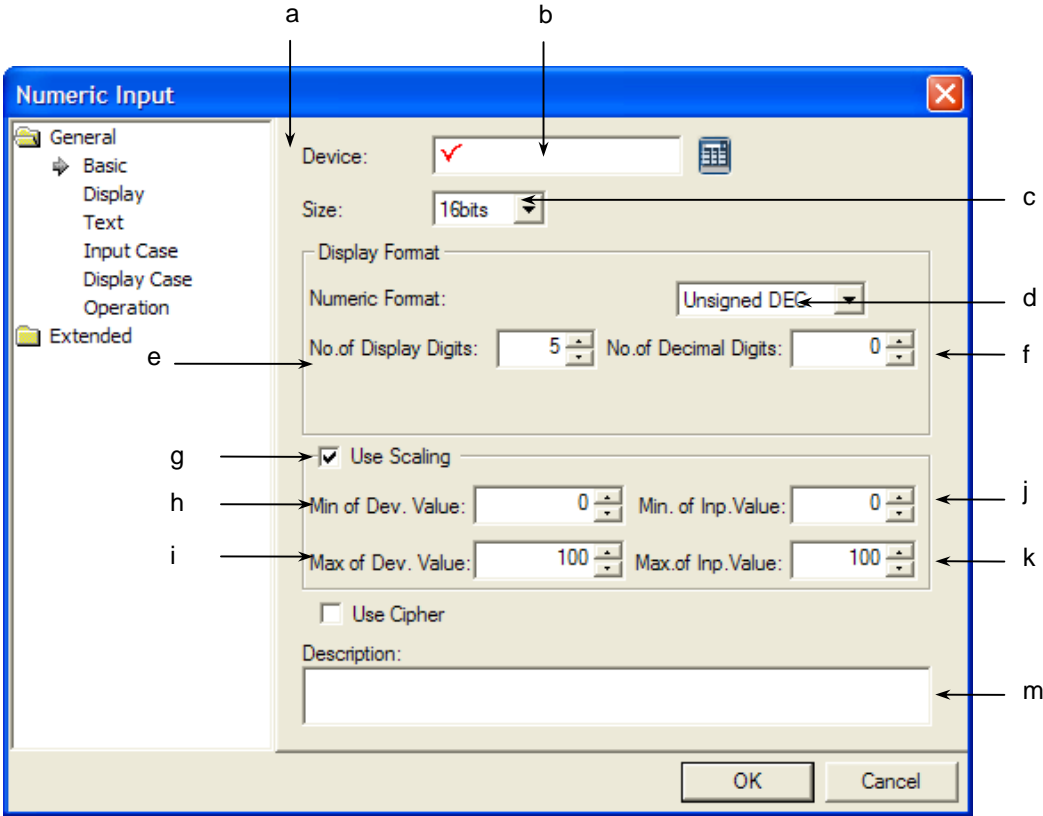 a
b
Numeric Input
General
Basic
Display
Text
Input Case
Display Case
Operation
Extended
Device:
Size:
16bits
c
Display Format
Numeric Format:
Unsigned DEC
d
e
No.of Display Digits:
5
No.of Decimal Digits:
0
f
g
Use Scaling
h
Min of Dev. Value:
0
Min. of Inp.Value:
0
j
i
Max of Dev. Value:
100
Max.of Inp.Value:
100
k
Use Cipher
Description:
m
OK
Cancel